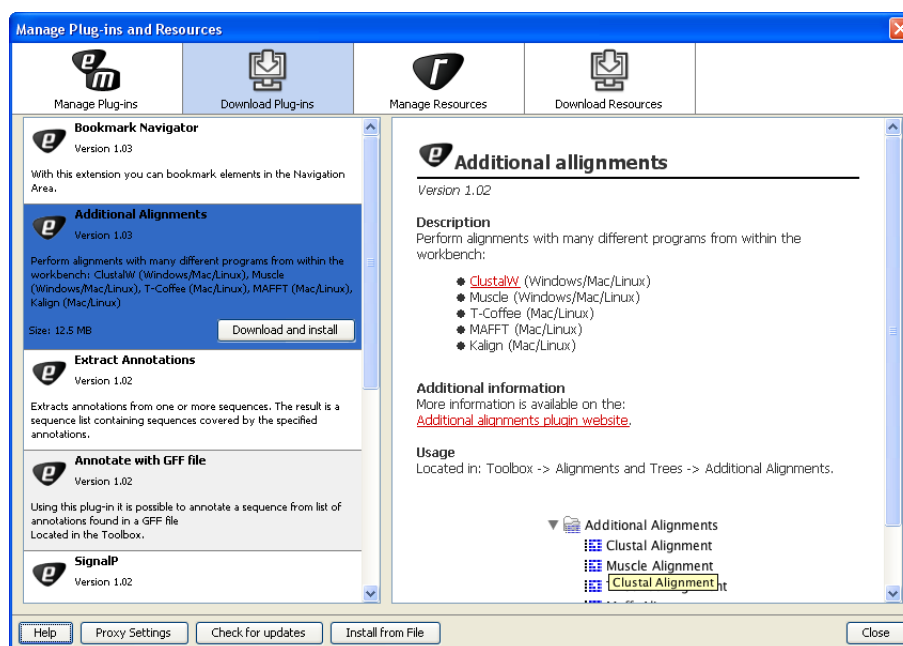 Manage Plug-ins and Resources
Manage Plug-ins
Download Plug-ins
Manage Resources
Download Resources
Bookmark Navigator
Version 1.03
With this extension you can bookmark elements in the Navigation
Area.
Additional Alignments
Version 1.03
Perform alignments with many different programs from within the
workbench: ClustalW (Windows/Mac/Linux), Muscle
(Windows/Mac/Linux), T-Coffee (Mac/Linux), MAFFT (Mac/Linux),
Kalign (Mac/Linux)
Size: 12.5 MB
Download and install
Extract Annotations
Version 1.02
Extracts annotations from one or more sequences. The result is a
sequence list containing sequences covered by the specified
annotations.
Annotate with GFF file
Version 1.02
Using this plug-in it is possible to annotate a sequence from list of
annotations found in a GFF file
Located in the Toolbox.
SignalP
Version 1.02
Additional allignments
Version 1.02
Description
Perform alignments with many different programs from within the
workbench:
ClustalW (Windows/Mac/Linux)
Muscle (Windows/Mac/Linux)
T-Coffee (Mac/Linux)
MAFFT (Mac/Linux)
Kalign (Mac/Linux)
Additional information
More information is available on the:
Additional alignments plugin website.
Usage
Located in: Toolbox -> Alignments and Trees -> Additional Alignments.
Additional Alignments
Clustal Alignment
Muscle Alignment
Clustal Alignment
Help
Proxy Settings
Check for updates
Install from File
Close